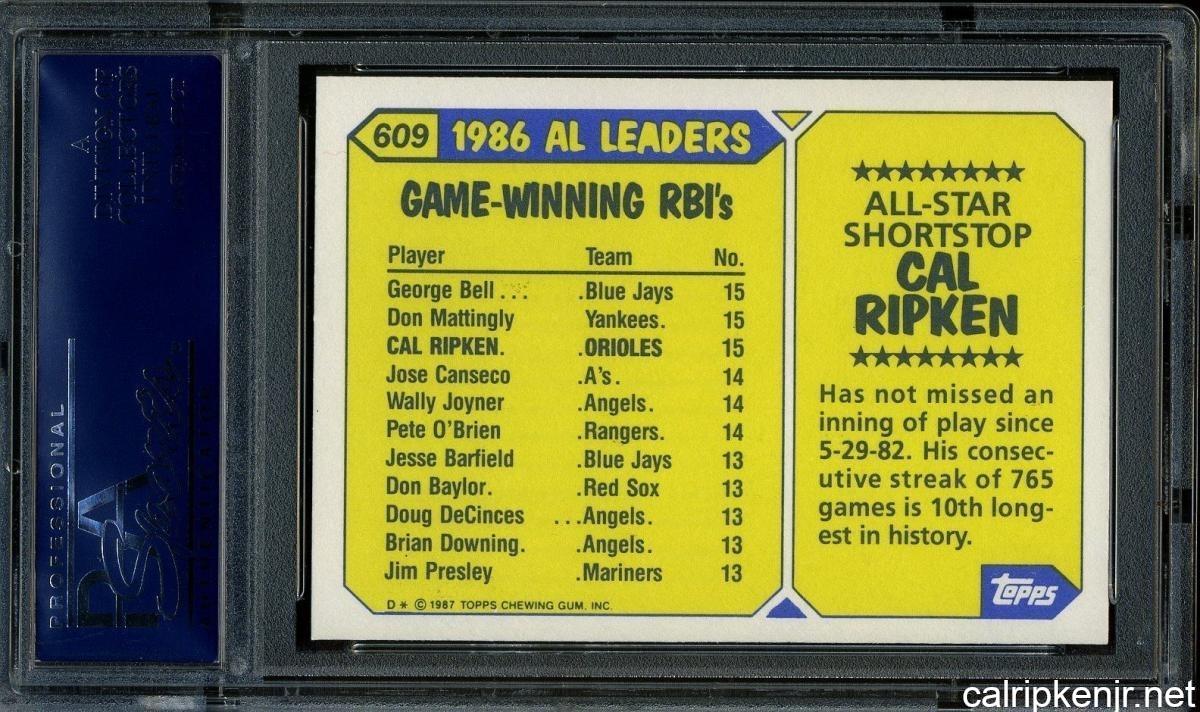 609 1986 AL LEADERS
GAME-WINNING RBI's
Player Team No.
George Bell ... .Blue Jays 15
Don Mattingly Yankees. 15
CAL RIPKEN. .ORIOLES 15
Jose Canseco .A's. 14
Wally Joyner .Angels. 14
Pete O'Brien .Rangers. 14
Jesse Barfield .Blue Jays 13
Don Baylor. .Red Sox 13
Doug DeCinces ...Angels. 13
Brian Downing. .Angels. 13
Jim Presley .Mariners 13
D * © 1987 TOPPS CHEWING GUM, INC.
ALL-STAR
SHORTSTOP
CAL
RIPKEN
Has not missed an
inning of play since
5-29-82. His consec-
utive streak of 765
games is 10th long-
est in history.
topps
PROFESSIONAL
PSA
A
DIVISION OF
COLLECTORS
calripkenjr.net